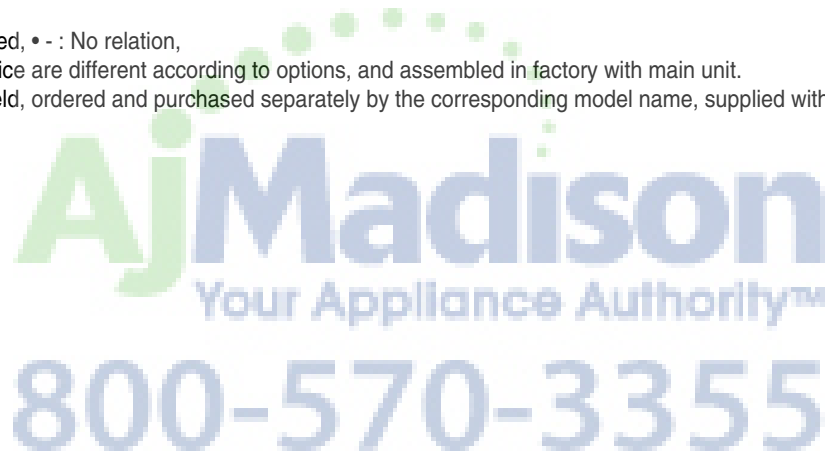 ed, • - : No relation,
ice are different according to options, and assembled in factory with main unit.
eld, ordered and purchased separately by the corresponding model name, supplied with
AjMadison
Your Appliance Authority™
800-570-3355